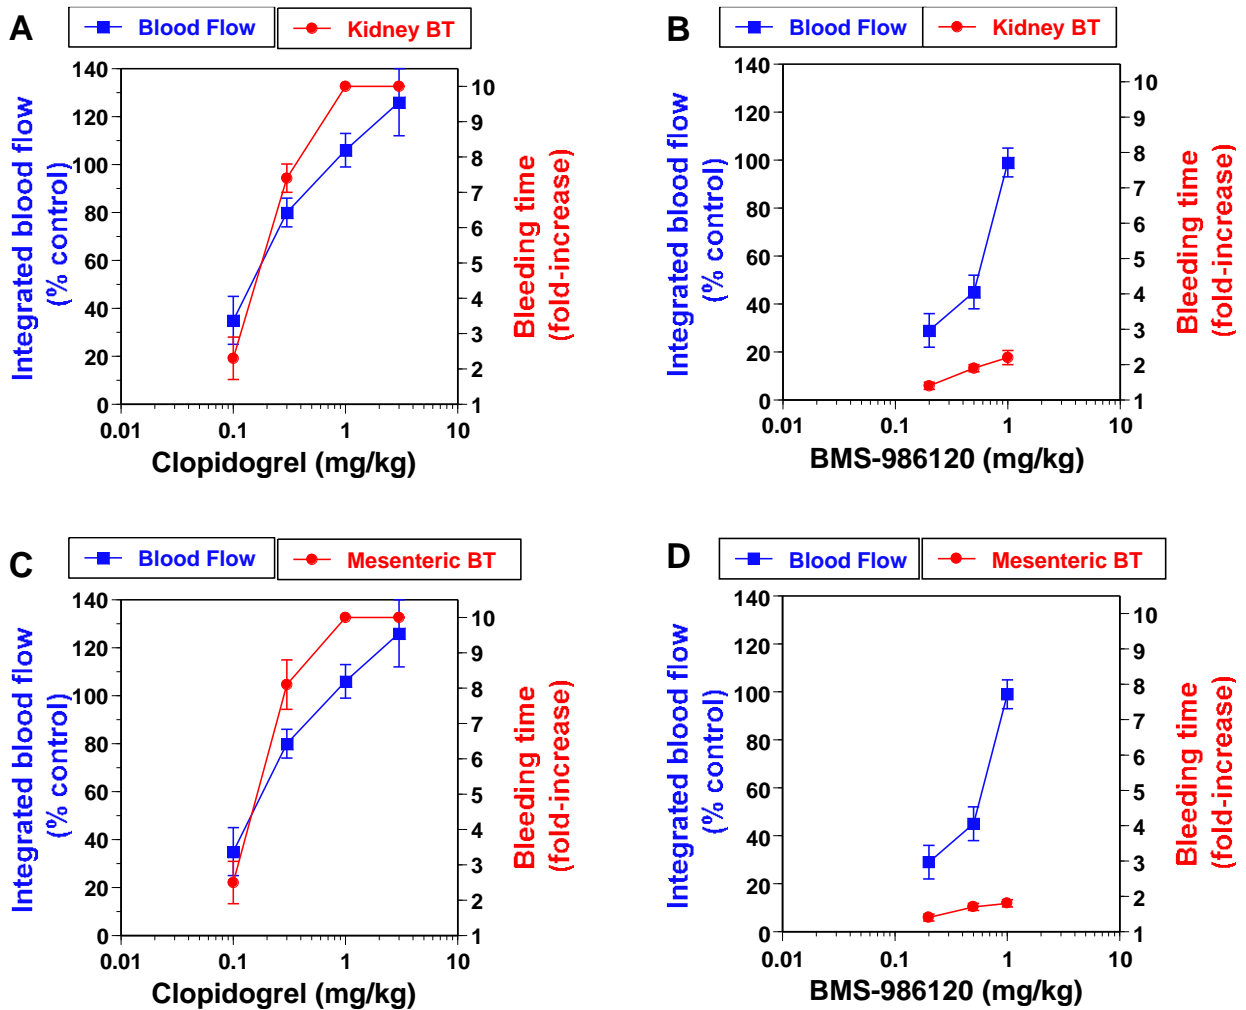 A
Blood Flow
Kidney BT
Integrated blood flow
(% control)
140
120
100
80
60
40
20
0
10
9
8
7
6
5
4
3
2
1
Bleeding time
(fold-increase)
0.01
0.1
1
10
Clopidogrel (mg/kg)
B
Blood Flow
Kidney BT
Integrated blood flow
(% control)
140
120
100
80
60
40
20
0
10
9
8
7
6
5
4
3
2
1
Bleeding time
(fold-increase)
0.01
0.1
1
10
BMS-986120 (mg/kg)
C
Blood Flow
Mesenteric BT
Integrated blood flow
(% control)
140
120
100
80
60
40
20
0
10
9
8
7
6
5
4
3
2
1
Bleeding time
(fold-increase)
0.01
0.1
1
10
Clopidogrel (mg/kg)
D
Blood Flow
Mesenteric BT
Integrated blood flow
(% control)
140
120
100
80
60
40
20
0
10
9
8
7
6
5
4
3
2
1
Bleeding time
(fold-increase)
0.01
0.1
1
10
BMS-986120 (mg/kg)